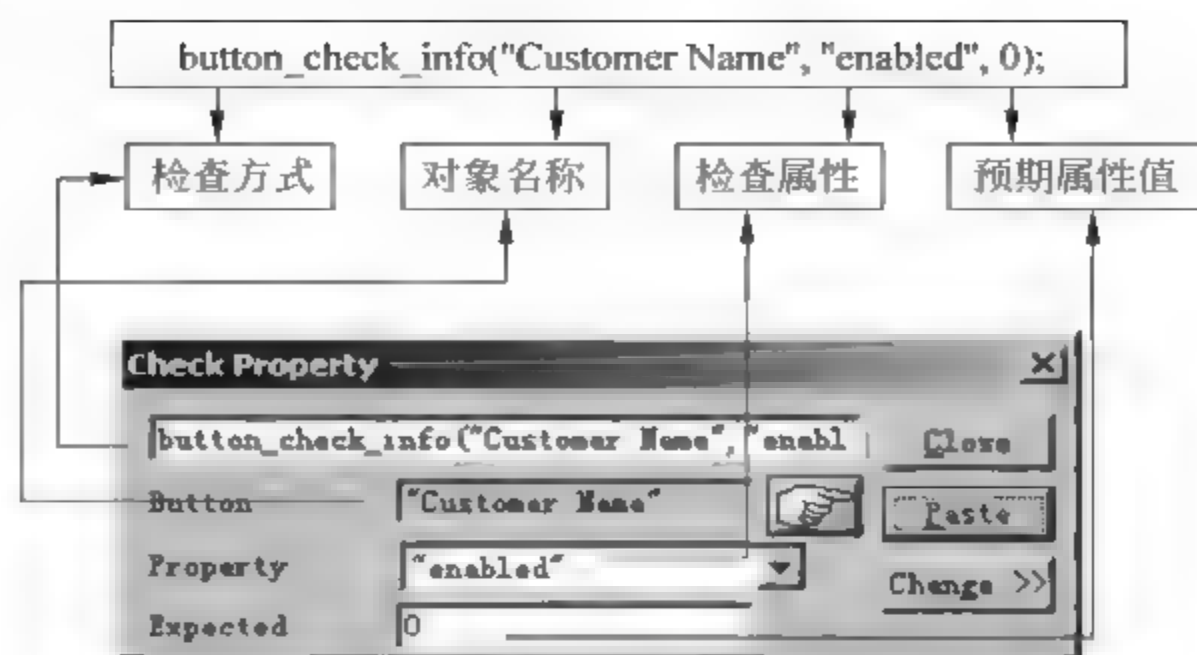 button_check_info("Customer Name", "enabled", 0);
检查方式 对象名称 检查属性 预期属性值
Check Property
button_check_info("Customer Name", "enabl
Close
Button "Customer Name"
Paste
Property "enabled"
Change >>
Expected 0